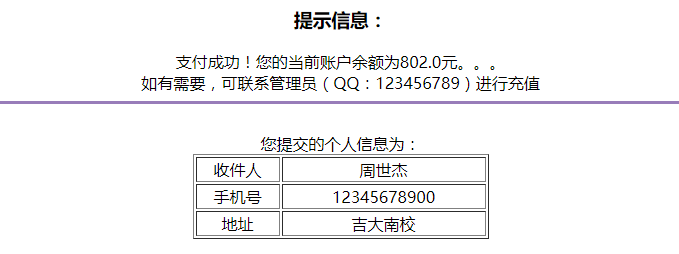 提示信息：
支付成功！您的当前账户余额为802.0元。。。
如有需要，可联系管理员（QQ：123456789）进行充值
您提交的个人信息为：
收件人 周世杰
手机号 12345678900
地址 吉大南校